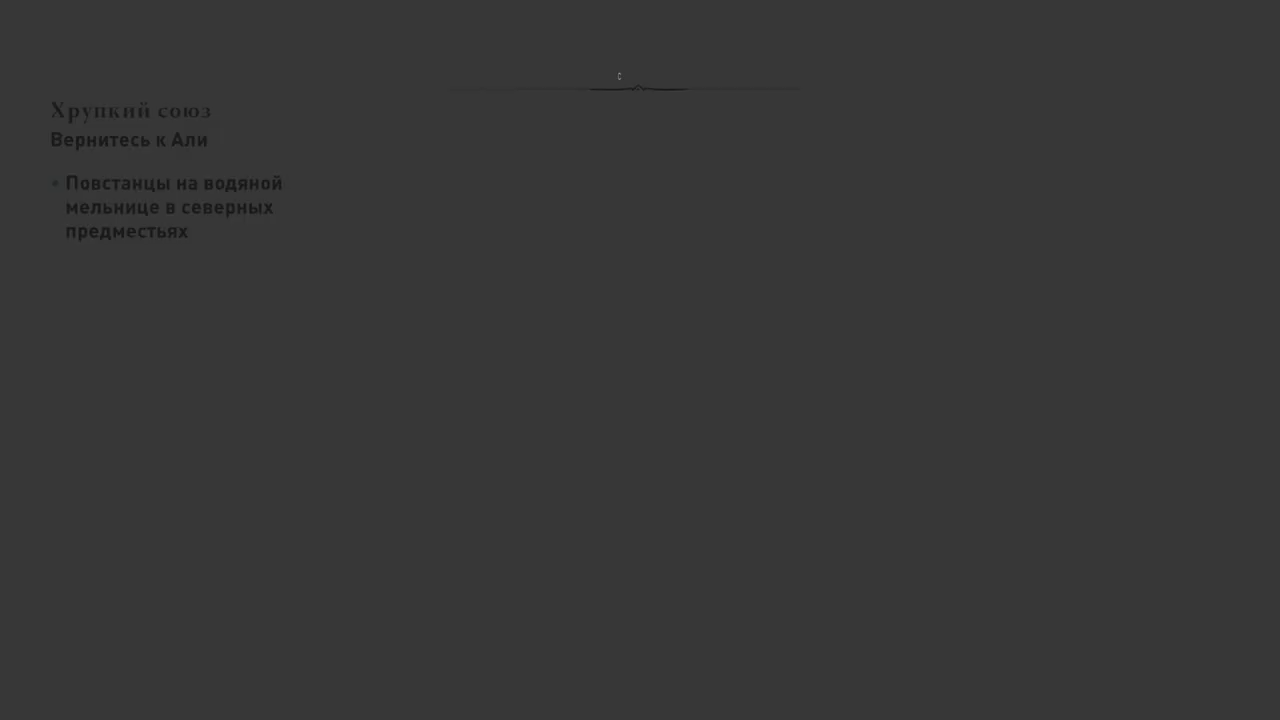 Хрупкий союз
Вернитесь к Али
Повстанцы на водяной
мельнице в северных
предместьях